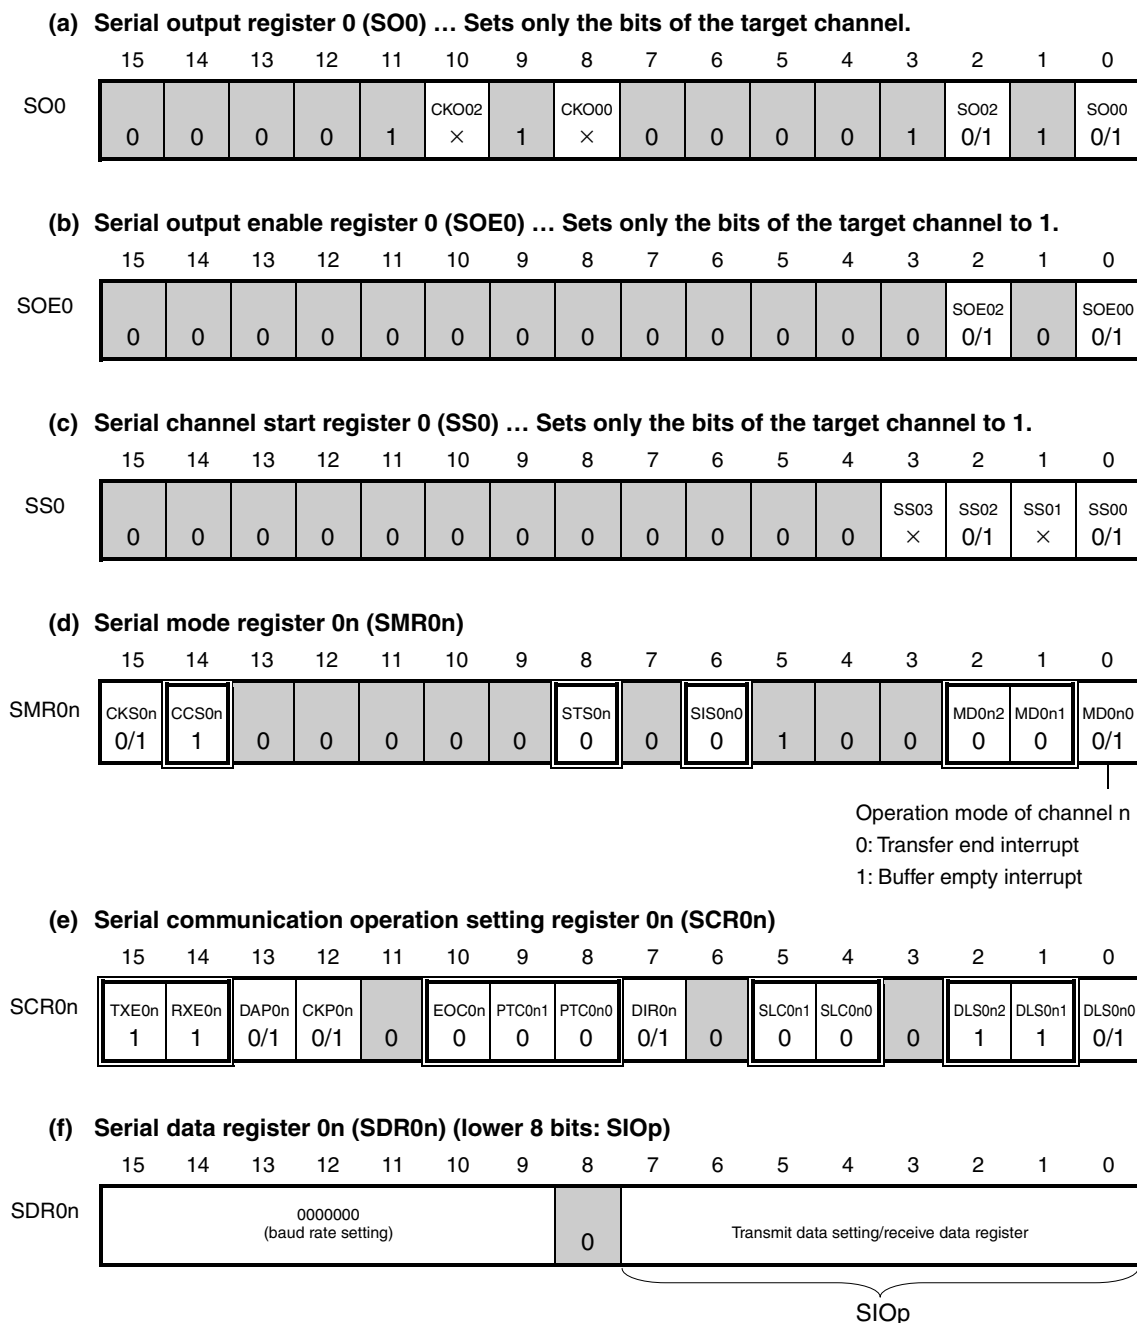 (a) Serial output register 0 (SO0) … Sets only the bits of the target channel.
15 14 13 12 11 10 9 8 7 6 5 4 3 2 1 0
SO0
CKO02 CKO00 SO02 SO00
0 0 0 0 1 × 1 × 0 0 0 0 1 0/1 1 0/1
(b) Serial output enable register 0 (SOE0) … Sets only the bits of the target channel to 1.
15 14 13 12 11 10 9 8 7 6 5 4 3 2 1 0
SOE0
SOE02 SOE00
0 0 0 0 0 0 0 0 0 0 0 0 0 0/1 0 0/1
(c) Serial channel start register 0 (SS0) … Sets only the bits of the target channel to 1.
15 14 13 12 11 10 9 8 7 6 5 4 3 2 1 0
SS0
SS03 SS02 SS01 SS00
0 0 0 0 0 0 0 0 0 0 0 0 × 0/1 × 0/1
(d) Serial mode register 0n (SMR0n)
15 14 13 12 11 10 9 8 7 6 5 4 3 2 1 0
SMR0n
CKS0n CCS0n STS0n SIS0n0 MD0n2 MD0n1 MD0n0
0/1 1 0 0 0 0 0 0 0 0 1 0 0 0 0 0/1
Operation mode of channel n
0: Transfer end interrupt
1: Buffer empty interrupt
(e) Serial communication operation setting register 0n (SCR0n)
15 14 13 12 11 10 9 8 7 6 5 4 3 2 1 0
SCR0n
TXE0n RXE0n DAP0n CKP0n EOC0n PTC0n1 PTC0n0 DIR0n SLC0n1 SLC0n0 DLS0n2 DLS0n1 DLS0n0
1 1 0/1 0/1 0 0 0 0 0/1 0 0 0 0 1 1 0/1
(f) Serial data register 0n (SDR0n) (lower 8 bits: SIOp)
15 14 13 12 11 10 9 8 7 6 5 4 3 2 1 0
SDR0n
0000000
(baud rate setting)
0
Transmit data setting/receive data register
SIOp